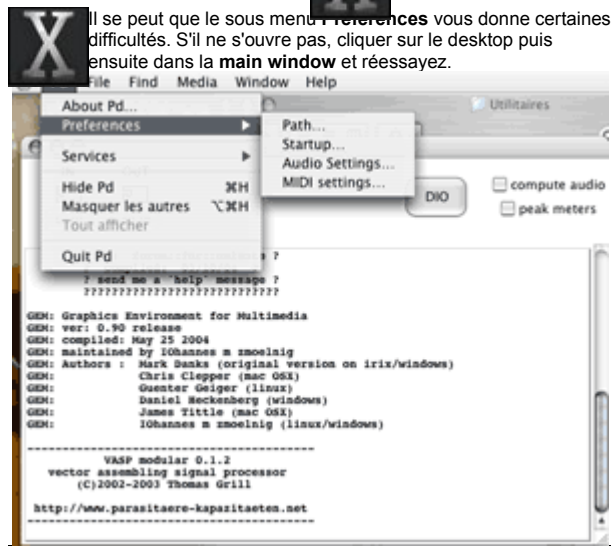 Il se peut que le sous menu Preferences vous donne certaines
difficultés. S'il ne s'ouvre pas, cliquer sur le desktop puis
ensuite dans la main window et réessayez.
File Find Media Window Help
About Pd...
Preferences
Services
Hide Pd ⌘H
Masquer les autres ⌥⌘H
Tout afficher
Quit Pd
Path...
Startup...
Audio Settings...
MIDI settings...
Utilitaires
DIO
compute audio
peak meters
? send me a 'help' message ?
????????????????????????????
GEM: Graphics Environment for Multimedia
GEM: ver: 0.90 release
GEM: compiled: May 25 2004
GEM: maintained by IOhannes m zmoelnig
GEM: Authors : Mark Danks (original version on irix/windows)
GEM: Chris Clepper (mac OSX)
GEM: Guenter Geiger (linux)
GEM: Daniel Heckenberg (windows)
GEM: James Tittle (mac OSX)
GEM: IOhannes m zmoelnig (linux/windows)
------------------------------------------
VASP modular 0.1.2
vector assembling signal processor
(C)2002-2003 Thomas Grill
http://www.parasitaere-kapazitaeten.net
------------------------------------------